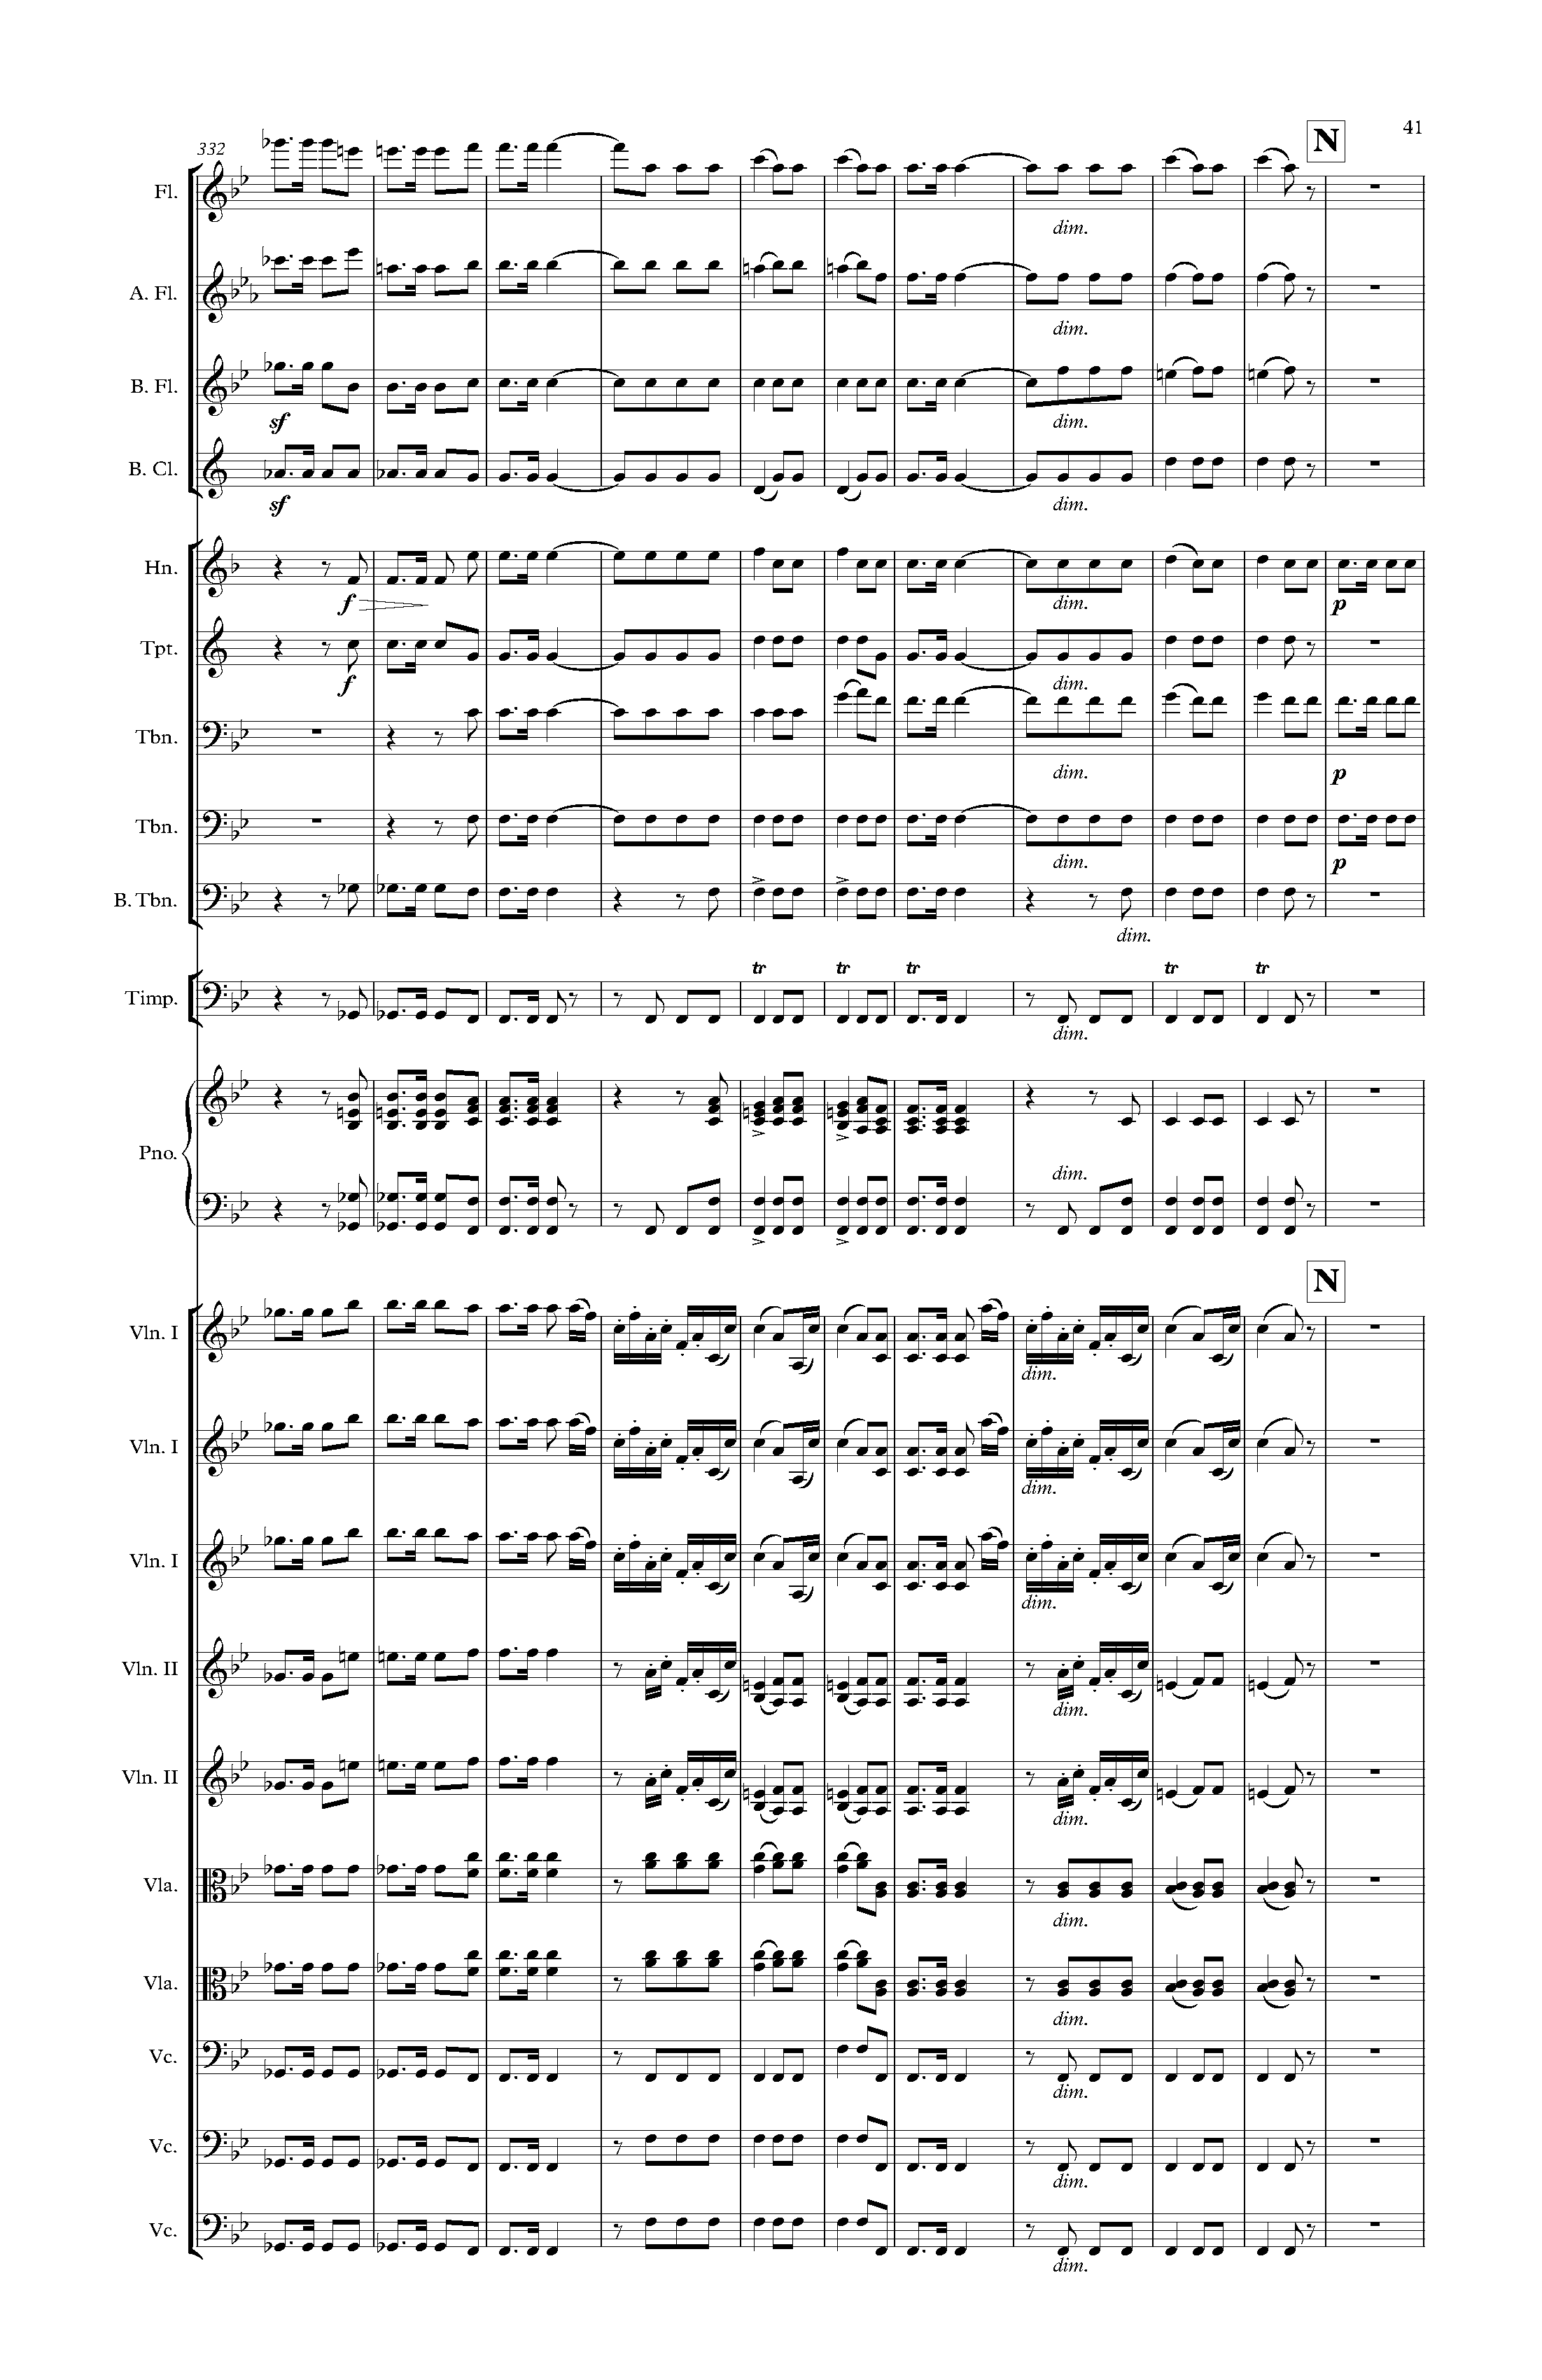 41
N
332
Fl.
dim.
A. Fl.
dim.
B. Fl.
sf
dim.
B. Cl.
sf
dim.
Hn.
f
dim.
p
Tpt.
f
dim.
Tbn.
dim.
p
Tbn.
dim.
p
B. Tbn.
dim.
tr tr tr tr tr
Timp.
dim.
Pno.
dim.
N
Vln. I
dim.
Vln. I
dim.
Vln. I
dim.
Vln. II
dim.
Vln. II
dim.
Vla.
dim.
Vla.
dim.
Vc.
dim.
Vc.
dim.
Vc.
dim.